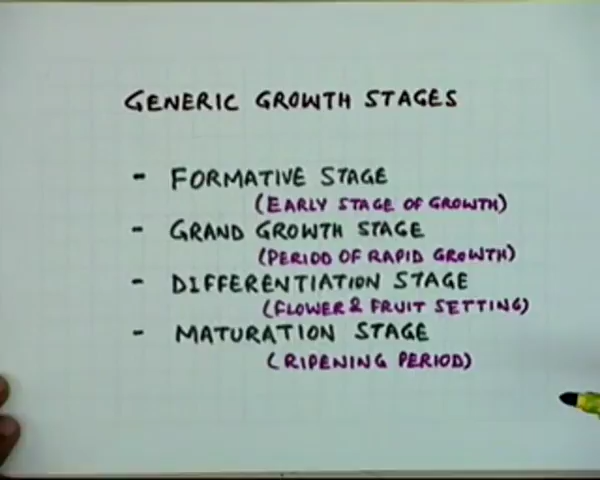 GENERIC GROWTH STAGES
- FORMATIVE STAGE
(EARLY STAGE OF GROWTH)
- GRAND GROWTH STAGE
(PERIOD OF RAPID GROWTH)
- DIFFERENTIATION STAGE
(FLOWER & FRUIT SETTING)
- MATURATION STAGE
(RIPENING PERIOD)